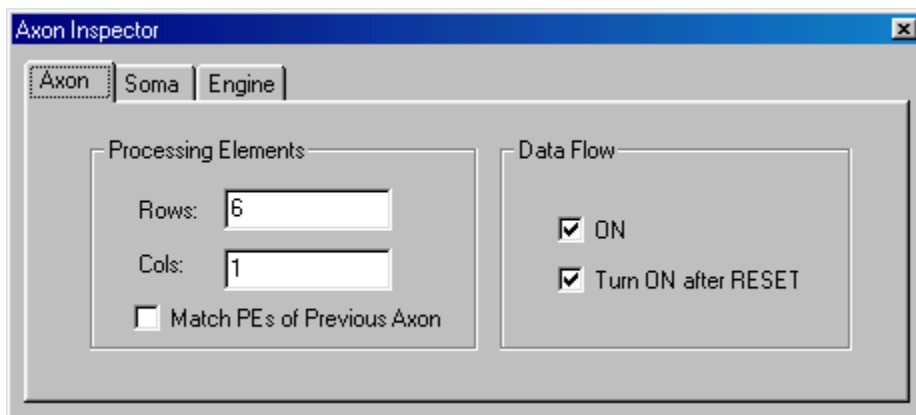 Axon Inspector
Axon Soma Engine
Processing Elements
Rows: 6
Cols: 1
Match PEs of Previous Axon
Data Flow
ON
Turn ON after RESET